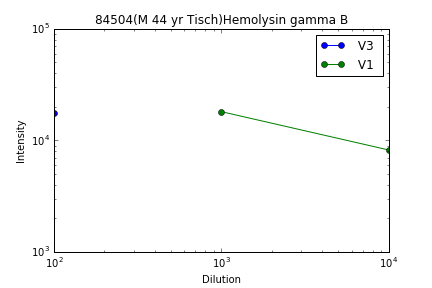 84504(M 44 yr Tisch)Hemolysin gamma B
10^5
V3
V1
10^4
Intensity
10^3
10^2
10^3
10^4
Dilution